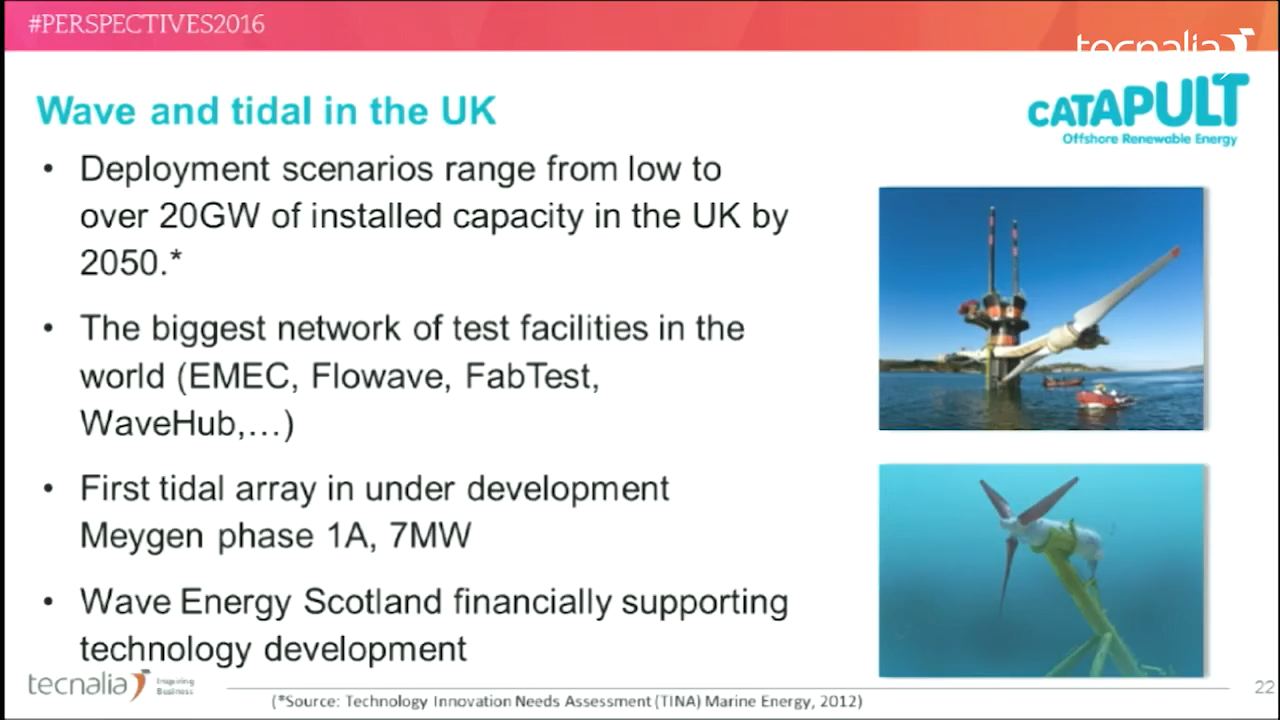 #PERSPECTIVES2016
tecnalia
CATAPULT
Offshore Renewable Energy
Wave and tidal in the UK
• Deployment scenarios range from low to
over 20GW of installed capacity in the UK by
2050.*
• The biggest network of test facilities in the
world (EMEC, Flowave, FabTest,
WaveHub,...)
• First tidal array in under development
Meygen phase 1A, 7MW
• Wave Energy Scotland financially supporting
technology development
tecnalia Inspiring
Business
22
(*Source: Technology Innovation Needs Assessment (TINA) Marine Energy, 2012)